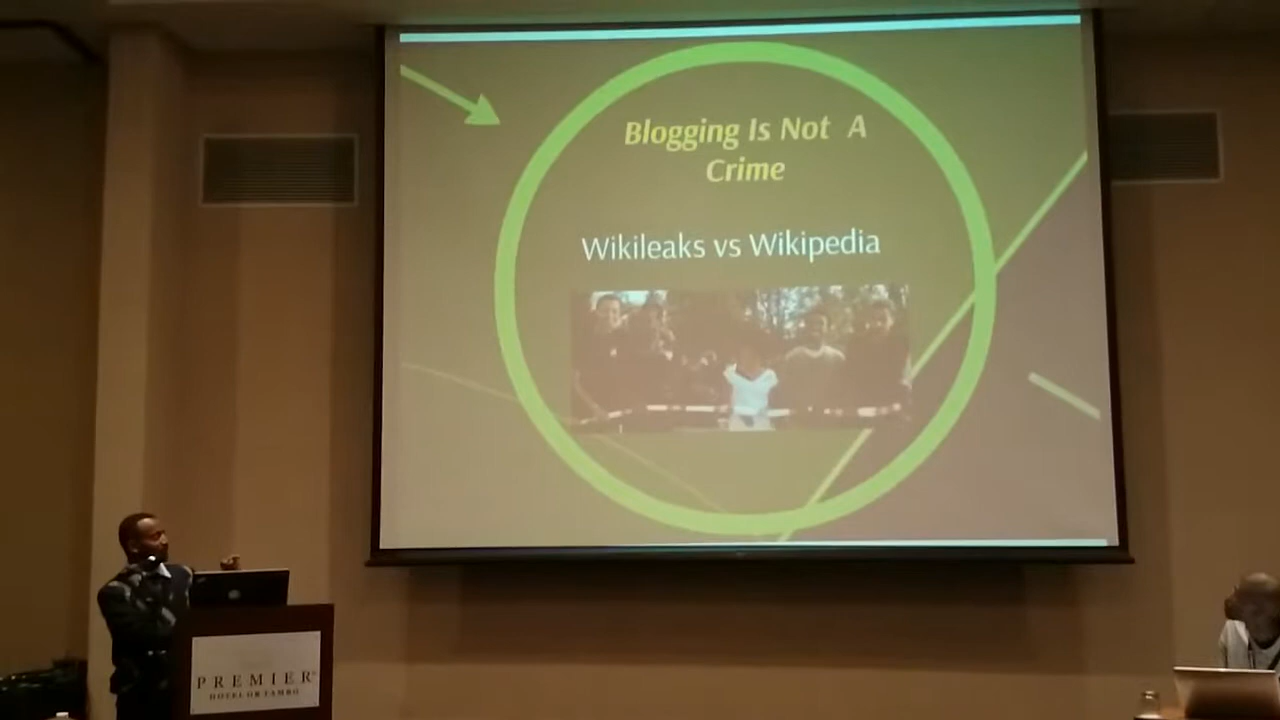 Blogging Is Not A
Crime
Wikileaks vs Wikipedia
PREMIER
HOTEL OR TAMBO